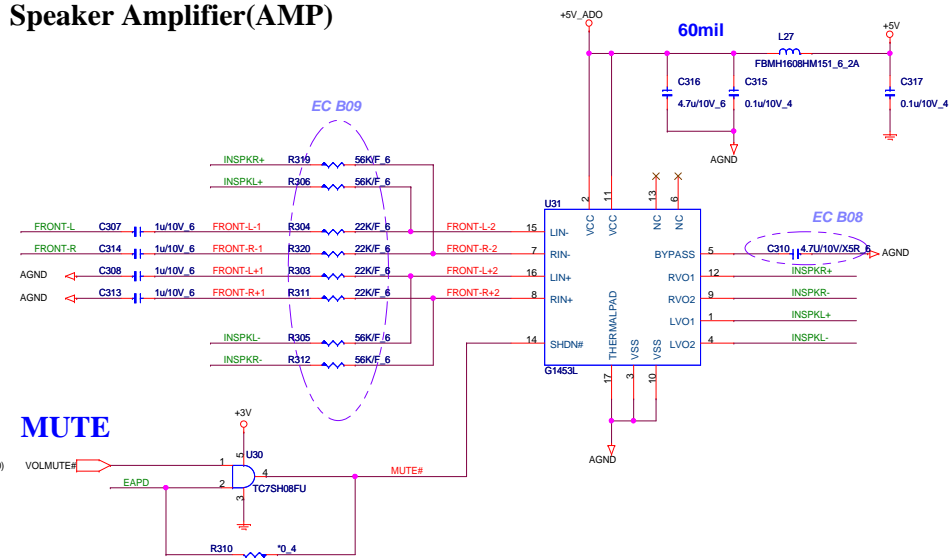 Speaker Amplifier(AMP)
+5V_ADO
60mil
+5V
L27
FBMH1608HM151_6_2A
C316
4.7u/10V_6
C315
0.1u/10V_4
C317
0.1u/10V_4
AGND
EC B09
INSPKR+ R319 56K/F_6
INSPKL+ R306 56K/F_6
FRONT-L C307 1u/10V_6 FRONT-L-1 R304 22K/F_6 FRONT-L-2
FRONT-R C314 1u/10V_6 FRONT-R-1 R320 22K/F_6 FRONT-R-2
AGND C308 1u/10V_6 FRONT-L+1 R303 22K/F_6 FRONT-L+2
AGND C313 1u/10V_6 FRONT-R+1 R311 22K/F_6 FRONT-R+2
INSPKL- R305 56K/F_6
INSPKR- R312 56K/F_6
U31
2 11 13 6
VCC VCC NC NC
15 LIN-
7 RIN-
16 LIN+
8 RIN+
14 SHDN#
BYPASS 5
RVO1 12 INSPKR+
RVO2 9 INSPKR-
LVO1 1 INSPKL+
LVO2 4 INSPKL-
THERMALPAD VSS VSS
17 3 10
G1453L
AGND
EC B08
C310 4.7U/10V/X5R_6
AGND
MUTE
+3V
VOLMUTE#
EAPD
1
2
5
U30
4
3
TC7SH08FU
MUTE#
R310 *0_4